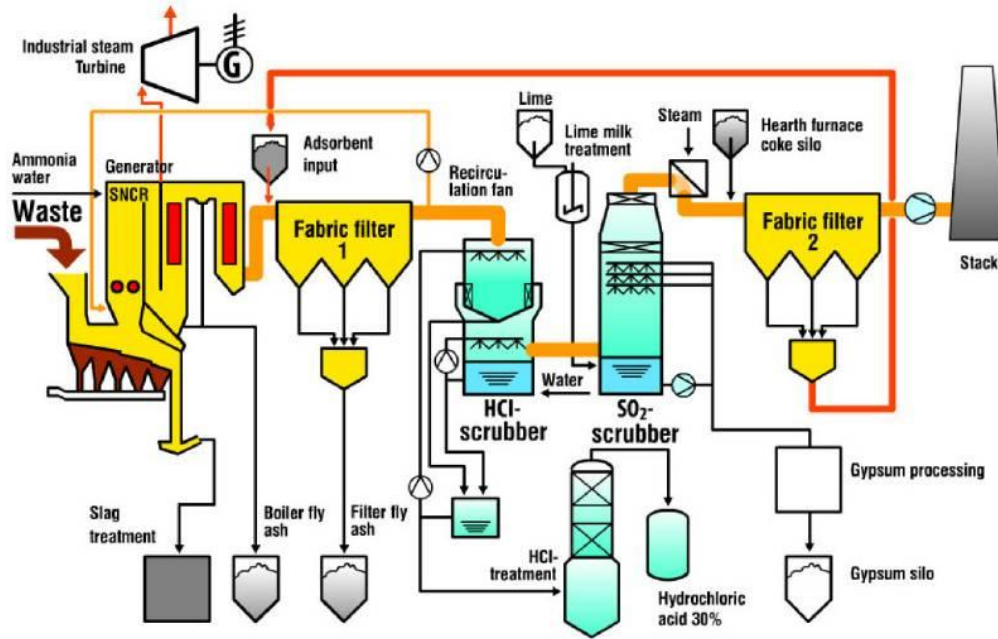 Industrial steam
Turbine
G
Ammonia
water
Generator
SNCR
Waste
Adsorbent
input
Fabric filter
1
Recircu-
lation fan
Lime
Lime milk
treatment
Steam
Hearth furnace
coke silo
Fabric filter
2
Stack
Water
HCl-
scrubber
SO₂-
scrubber
Slag
treatment
Boiler fly
ash
Filter fly
ash
HCl-
treatment
Hydrochloric
acid 30%
Gypsum processing
Gypsum silo